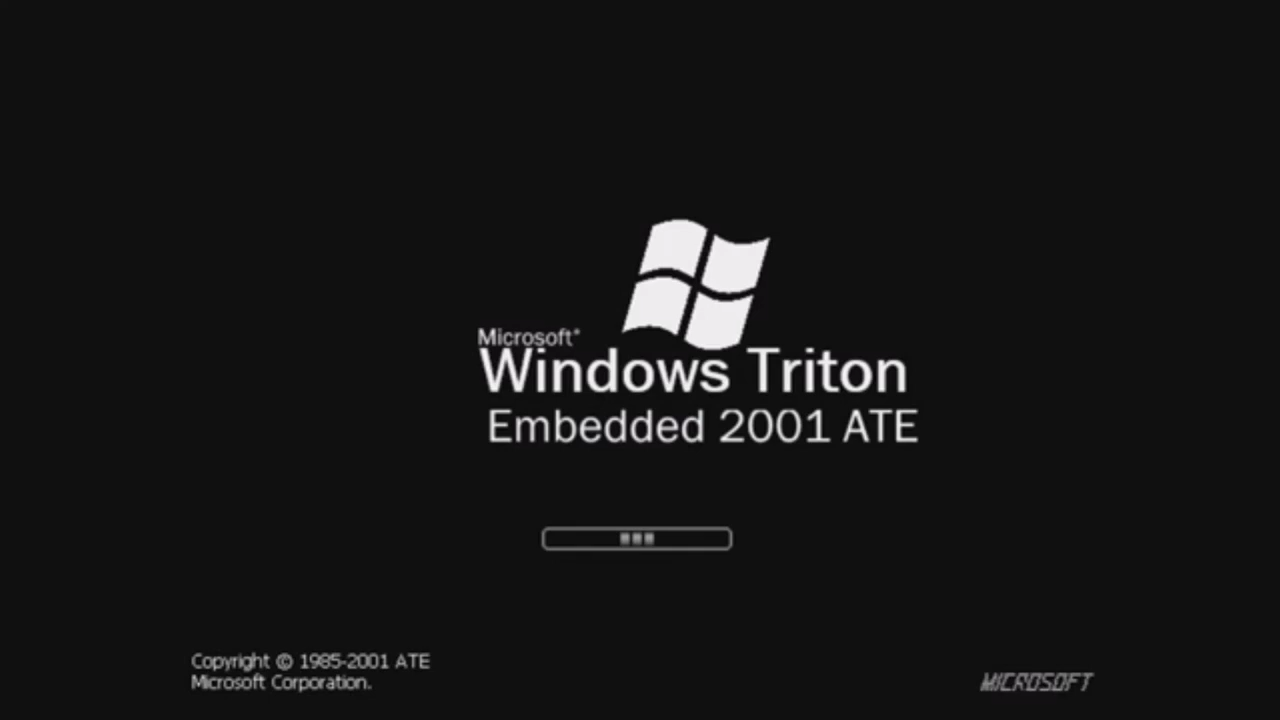 Microsoft®
Windows Triton
Embedded 2001 ATE
Copyright © 1985-2001 ATE
Microsoft Corporation.
MICROSOFT